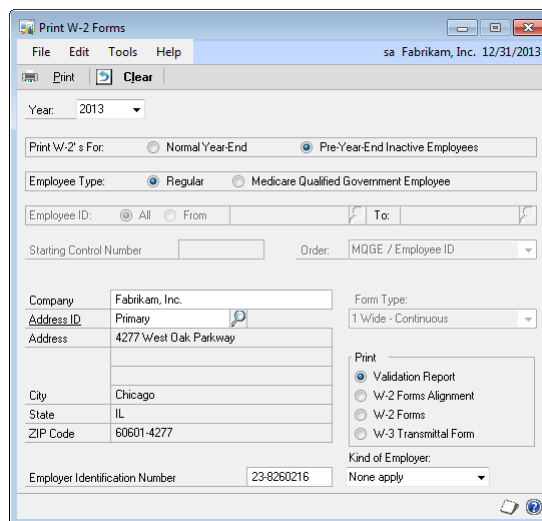 Print W-2 Forms
File Edit Tools Help sa Fabrikam, Inc. 12/31/2013
Print Clear
Year: 2013
Print W-2' s For: Normal Year-End Pre-Year-End Inactive Employees
Employee Type: Regular Medicare Qualified Government Employee
Employee ID: All From To:
Starting Control Number Order: MQGE / Employee ID
Company Fabrikam, Inc. Form Type:
Address ID Primary 1 Wide - Continuous
Address 4277 West Oak Parkway
Print
Validation Report
W-2 Forms Alignment
City Chicago W-2 Forms
State IL W-3 Transmittal Form
ZIP Code 60601-4277
Kind of Employer:
Employer Identification Number 23-8260216 None apply